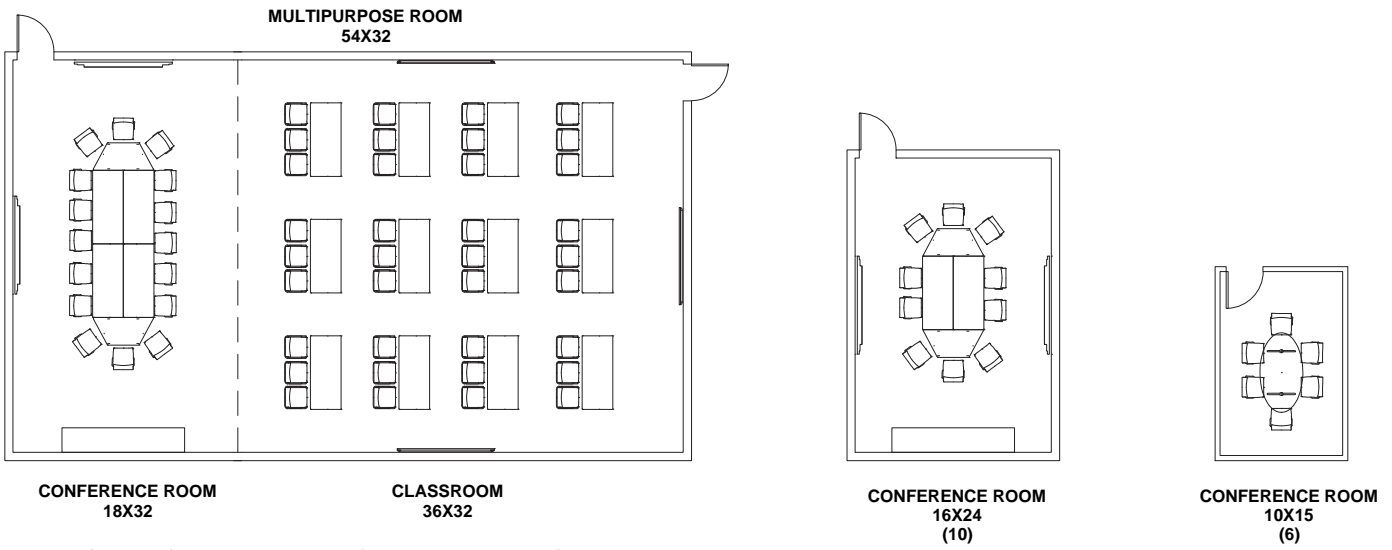 MULTIPURPOSE ROOM
54X32
CONFERENCE ROOM
18X32
CLASSROOM
36X32
CONFERENCE ROOM
16X24
(10)
CONFERENCE ROOM
10X15
(6)